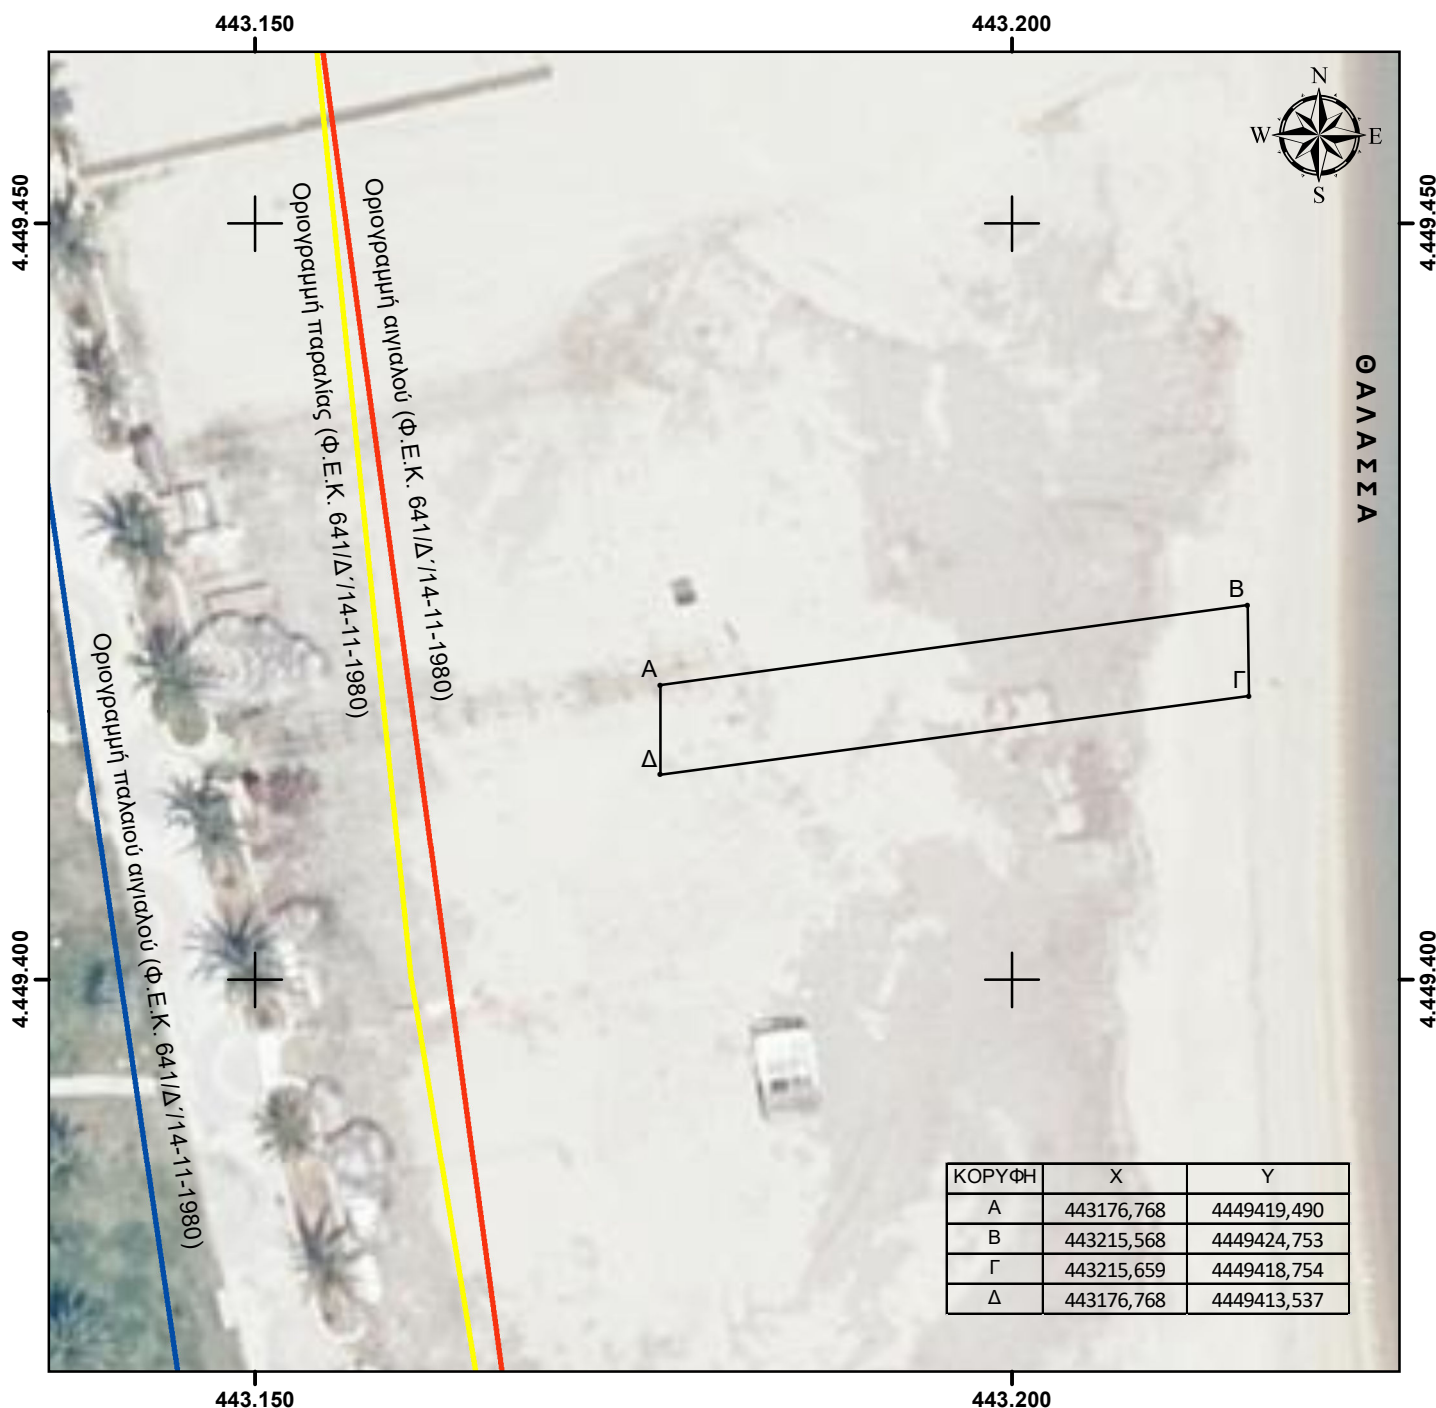 443.150
443.200
N
W E
S
4.449.450
4.449.450
Οριογραμμή παραλίας (Φ.Ε.Κ. 641/Δ΄/14-11-1980)
Οριογραμμή αιγιαλού (Φ.Ε.Κ. 641/Δ΄/14-11-1980)
ΘΑΛΑΣΣΑ
Οριογραμμή παλαιού αιγιαλού (Φ.Ε.Κ. 641/Δ΄/14-11-1980)
Α
Β
Γ
Δ
4.449.400
4.449.400
ΚΟΡΥΦΗ Χ Υ
Α 443176,768 4449419,490
Β 443215,568 4449424,753
Γ 443215,659 4449418,754
Δ 443176,768 4449413,537
443.150
443.200